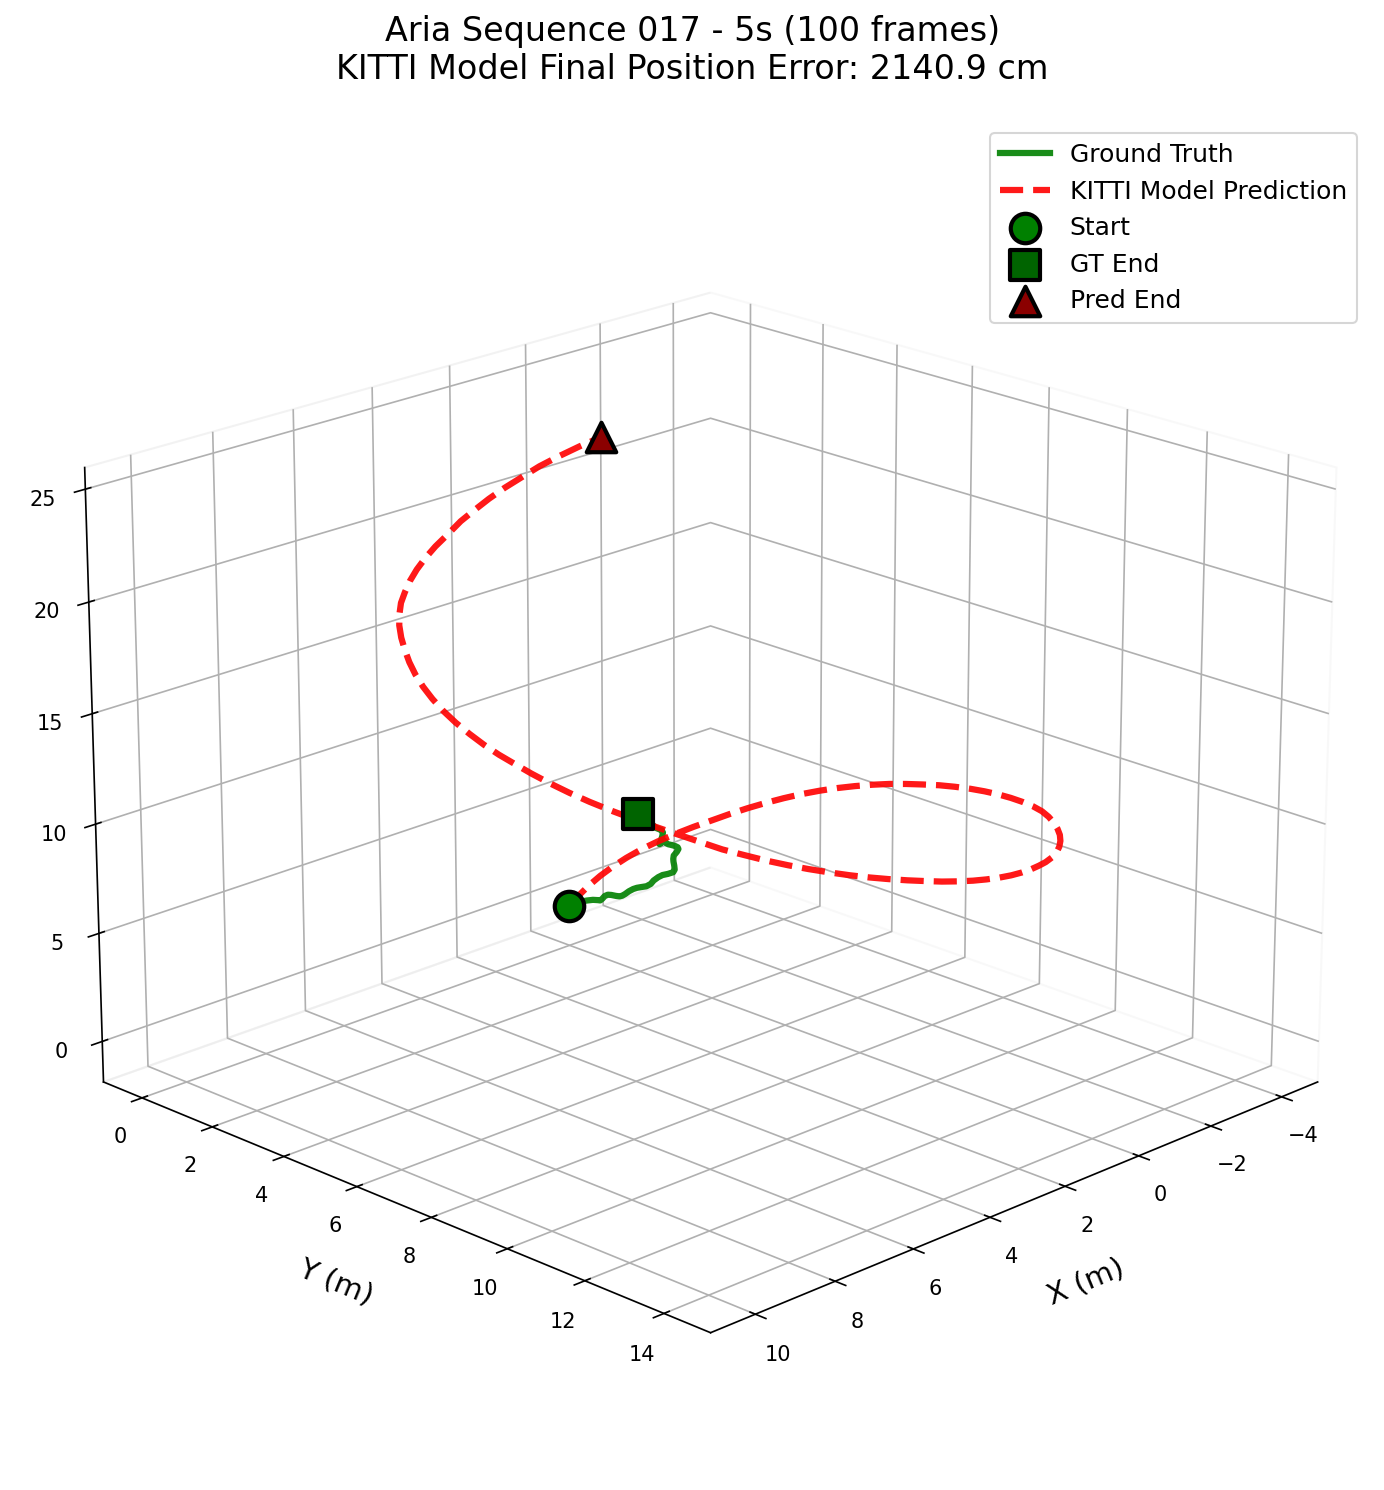 Aria Sequence 017 - 5s (100 frames)
KITTI Model Final Position Error: 2140.9 cm
Ground Truth
KITTI Model Prediction
Start
GT End
Pred End
25
20
15
10
5
0
0
2
4
6
8
10
12
14
Y (m)
−4
−2
0
2
4
6
8
10
X (m)